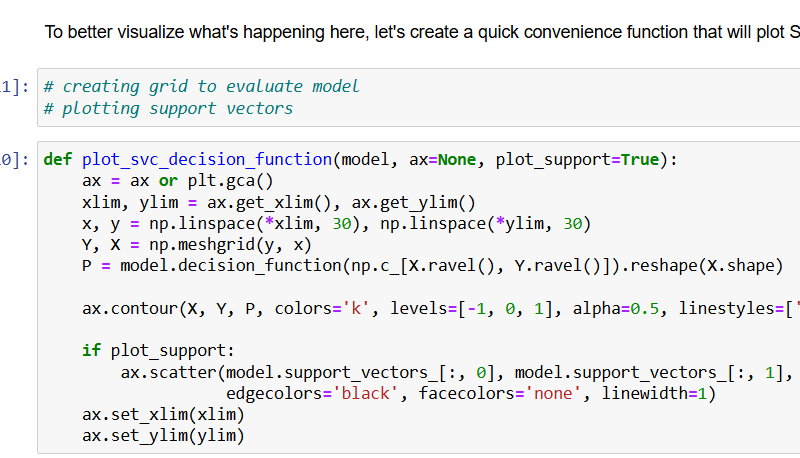 To better visualize what's happening here, let's create a quick convenience function that will plot S
1]: # creating grid to evaluate model
# plotting support vectors
0]: def plot_svc_decision_function(model, ax=None, plot_support=True):
ax = ax or plt.gca()
xlim, ylim = ax.get_xlim(), ax.get_ylim()
x, y = np.linspace(*xlim, 30), np.linspace(*ylim, 30)
Y, X = np.meshgrid(y, x)
P = model.decision_function(np.c_[X.ravel(), Y.ravel()]).reshape(X.shape)
ax.contour(X, Y, P, colors='k', levels=[-1, 0, 1], alpha=0.5, linestyles=['
if plot_support:
ax.scatter(model.support_vectors_[:, 0], model.support_vectors_[:, 1],
edgecolors='black', facecolors='none', linewidth=1)
ax.set_xlim(xlim)
ax.set_ylim(ylim)